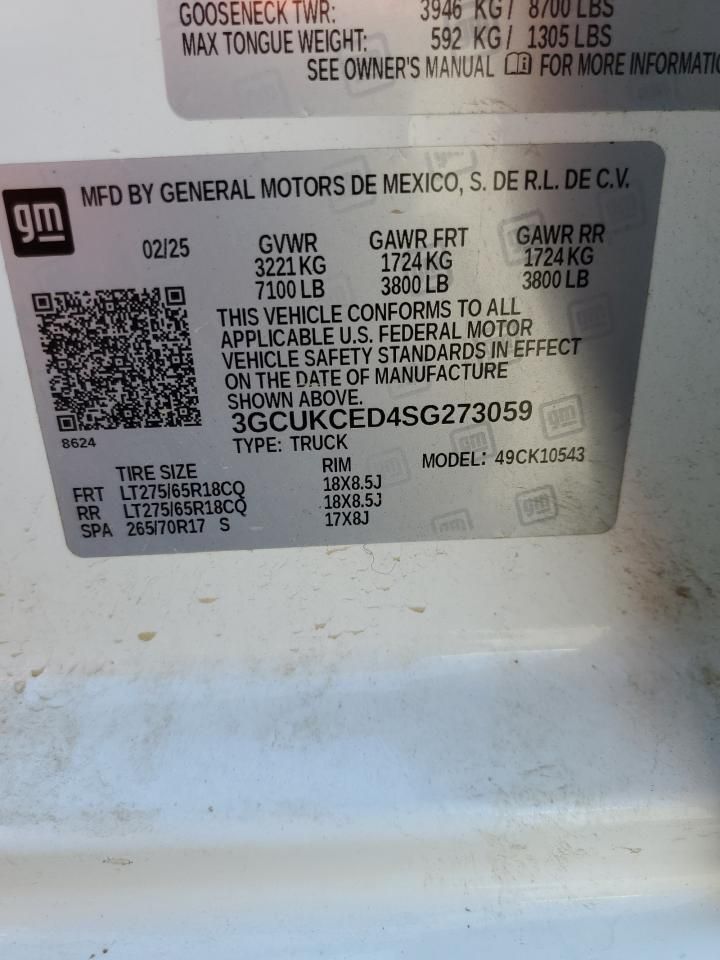 GOOSENECK TWR: 3946 KG / 8700 LBS
MAX TONGUE WEIGHT: 592 KG / 1305 LBS
SEE OWNER'S MANUAL FOR MORE INFORMATIO
gm
MFD BY GENERAL MOTORS DE MEXICO, S. DE R.L. DE C.V.
02/25 GVWR GAWR FRT GAWR RR
3221 KG 1724 KG 1724 KG
7100 LB 3800 LB 3800 LB
THIS VEHICLE CONFORMS TO ALL
APPLICABLE U.S. FEDERAL MOTOR
VEHICLE SAFETY STANDARDS IN EFFECT
ON THE DATE OF MANUFACTURE
SHOWN ABOVE.
3GCUKCED4SG273059
8624
TYPE: TRUCK
MODEL: 49CK10543
TIRE SIZE RIM
FRT LT275/65R18CQ 18X8.5J
RR LT275/65R18CQ 18X8.5J
SPA 265/70R17 S 17X8J